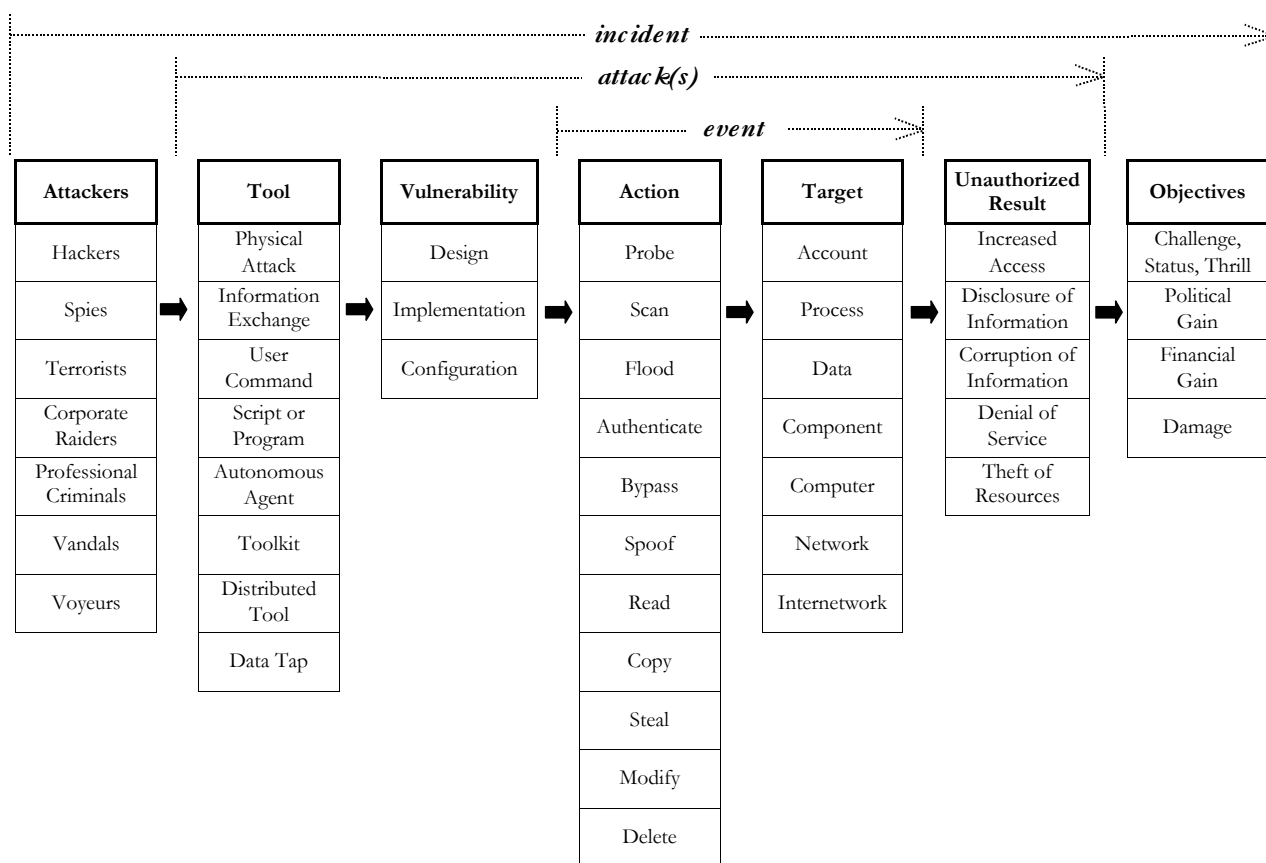 incident
attack(s)
event
Attackers
Hackers
Spies
Terrorists
Corporate
Raiders
Professional
Criminals
Vandals
Voyeurs
Tool
Physical
Attack
Information
Exchange
User
Command
Script or
Program
Autonomous
Agent
Toolkit
Distributed
Tool
Data Tap
Vulnerability
Design
Implementation
Configuration
Action
Probe
Scan
Flood
Authenticate
Bypass
Spoof
Read
Copy
Steal
Modify
Delete
Target
Account
Process
Data
Component
Computer
Network
Internetwork
Unauthorized
Result
Increased
Access
Disclosure of
Information
Corruption of
Information
Denial of
Service
Theft of
Resources
Objectives
Challenge,
Status, Thrill
Political
Gain
Financial
Gain
Damage